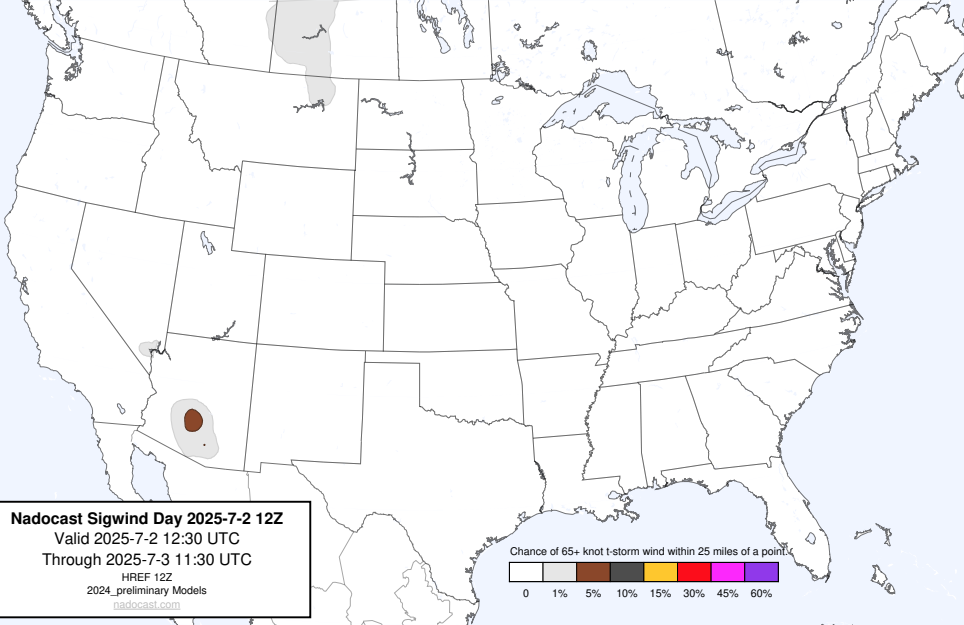 Nadocast Sigwind Day 2025-7-2 12Z
Valid 2025-7-2 12:30 UTC
Through 2025-7-3 11:30 UTC
HREF 12Z
2024_preliminary Models
nadocast.com
Chance of 65+ knot t-storm wind within 25 miles of a point.
0 1% 5% 10% 15% 30% 45% 60%